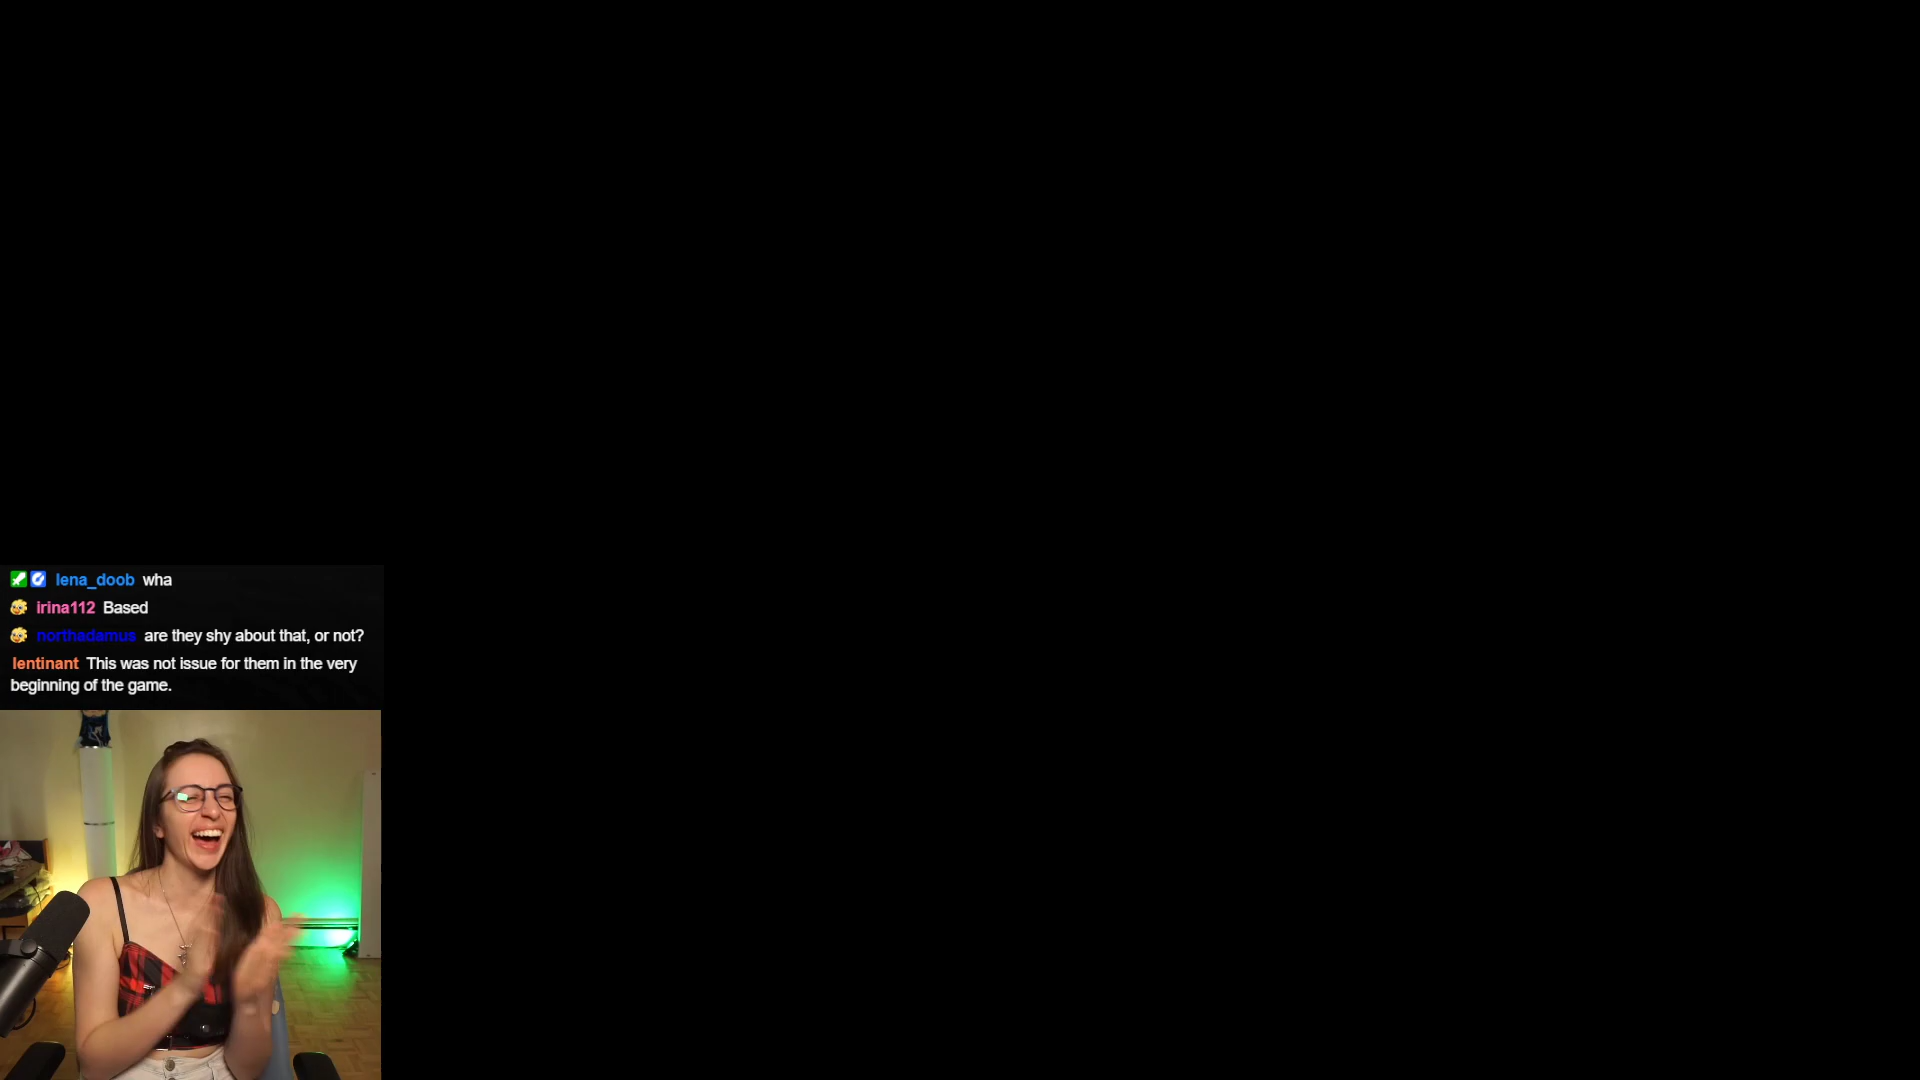 lena_doob wha
irina112 Based
northadamus are they shy about that, or not?
lentinant This was not issue for them in the very
beginning of the game.